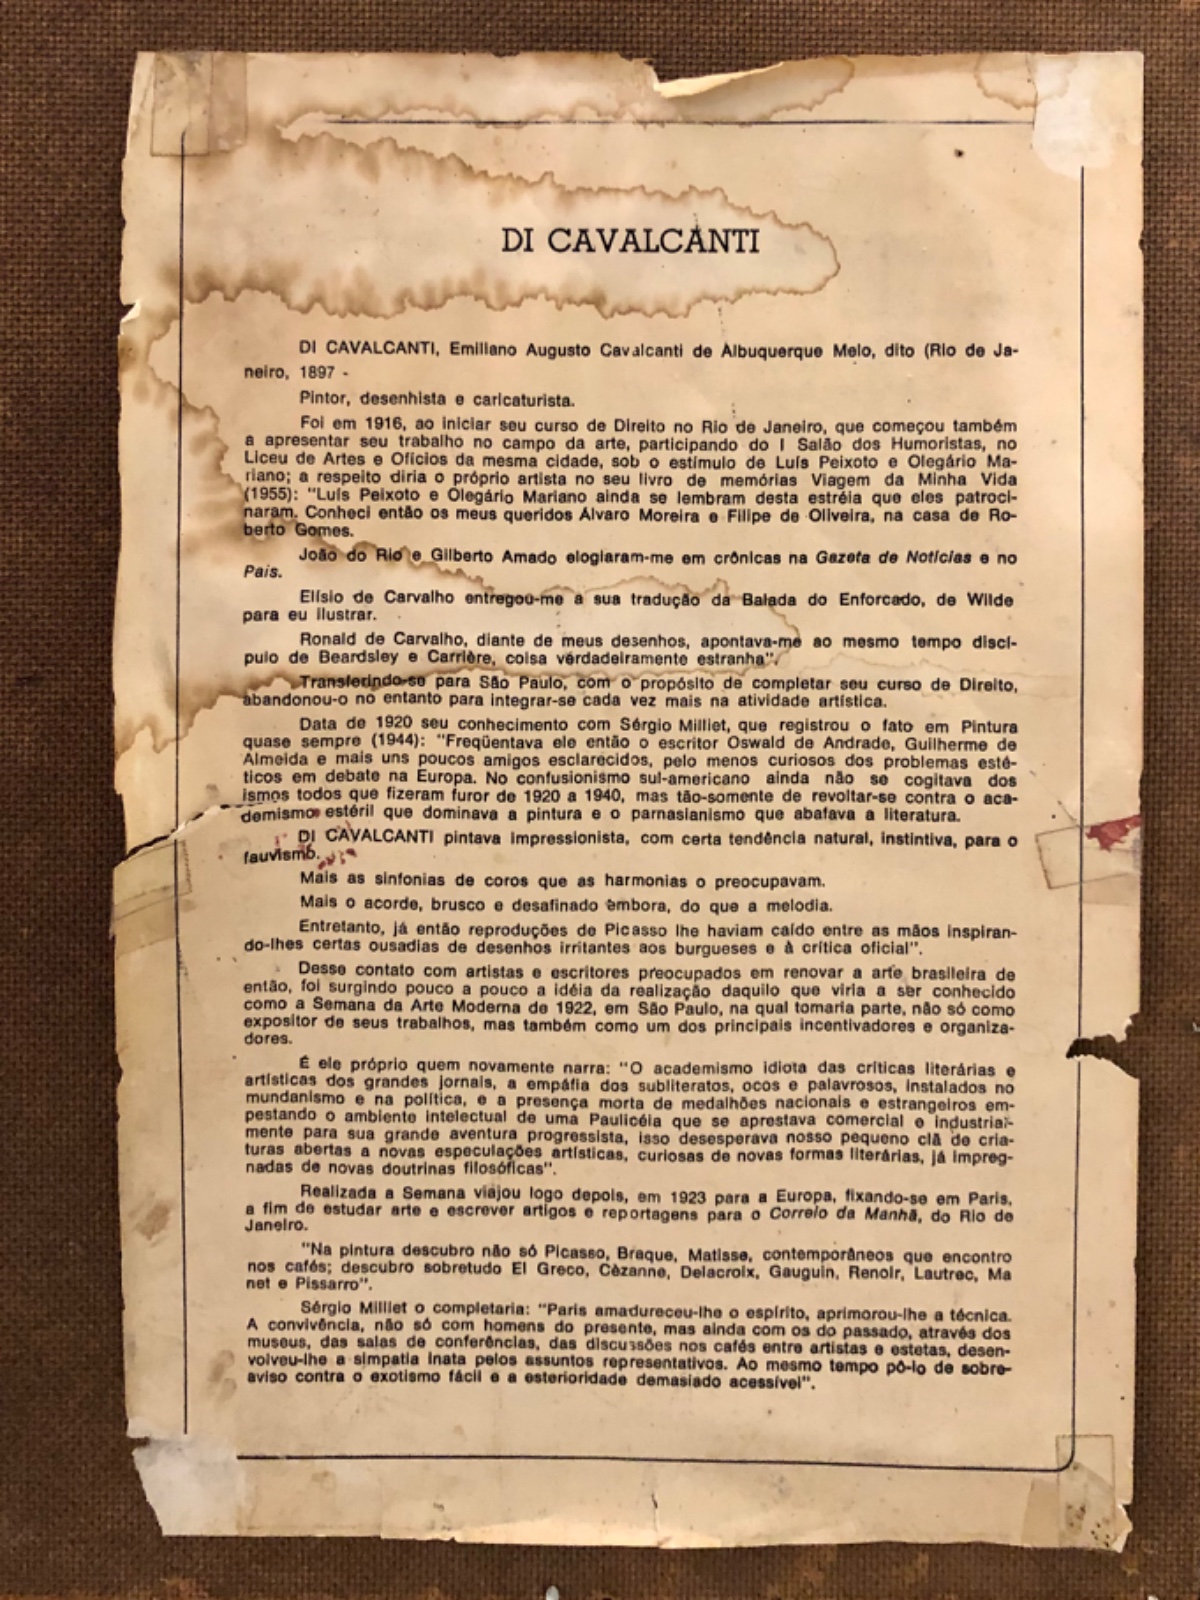 DI CAVALCANTI
DI CAVALCANTI, Emiliano Augusto Cavalcanti de Albuquerque Melo, dito (Rio de Ja-
neiro, 1897 -
Pintor, desenhista e caricaturista.
Foi em 1916, ao iniciar seu curso de Direito no Rio de Janeiro, que começou também
a apresentar seu trabalho no campo da arte, participando do I Salão dos Humoristas, no
Liceu de Artes e Ofícios da mesma cidade, sob o estímulo de Luís Peixoto e Olegário Ma-
riano; a respeito diria o próprio artista no seu livro de memórias Viagem da Minha Vida
(1955): "Luís Peixoto e Olegário Mariano ainda se lembram desta estréia que eles patroci-
naram. Conheci então os meus queridos Álvaro Moreira e Filipe de Oliveira, na casa de Ro-
berto Gomes.
João do Rio e Gilberto Amado elogiaram-me em crônicas na Gazeta de Notícias e no
País.
Elísio de Carvalho entregou-me a sua tradução da Balada do Enforcado, de Wilde
para eu ilustrar.
Ronald de Carvalho, diante de meus desenhos, apontava-me ao mesmo tempo discí-
pulo de Beardsley e Carrière, coisa verdadeiramente estranha".
Transferindo-se para São Paulo, com o propósito de completar seu curso de Direito,
abandonou-o no entanto para integrar-se cada vez mais na atividade artística.
Data de 1920 seu conhecimento com Sérgio Milliet, que registrou o fato em Pintura
quase sempre (1944): "Freqüentava ele então o escritor Oswald de Andrade, Guilherme de
Almeida e mais uns poucos amigos esclarecidos, pelo menos curiosos dos problemas esté-
ticos em debate na Europa. No confusionismo sul-americano ainda não se cogitava dos
ismos todos que fizeram furor de 1920 a 1940, mas tão-somente de revoltar-se contra o aca-
demismo estéril que dominava a pintura e o parnasianismo que abafava a literatura.
DI CAVALCANTI pintava impressionista, com certa tendência natural, instintiva, para o
fauvismo.
Mais as sinfonias de coros que as harmonias o preocupavam.
Mais o acorde, brusco e desafinado embora, do que a melodia.
Entretanto, já então reproduções de Picasso lhe haviam caído entre as mãos inspiran-
do-lhes certas ousadias de desenhos irritantes aos burgueses e à crítica oficial".
Desse contato com artistas e escritores preocupados em renovar a arte brasileira de
então, foi surgindo pouco a pouco a idéia da realização daquilo que viria a ser conhecido
como a Semana da Arte Moderna de 1922, em São Paulo, na qual tomaria parte, não só como
expositor de seus trabalhos, mas também como um dos principais incentivadores e organiza-
dores.
É ele próprio quem novamente narra: "O academismo idiota das críticas literárias e
artísticas dos grandes jornais, a empáfia dos subliteratos, ocos e palavrosos, instalados no
mundanismo e na política, e a presença morta de medalhões nacionais e estrangeiros em-
pestando o ambiente intelectual de uma Paulicéia que se aprestava comercial e industrial-
mente para sua grande aventura progressista, isso desesperava nosso pequeno clã de cria-
turas abertas a novas especulações artísticas, curiosas de novas formas literárias, já impreg-
nadas de novas doutrinas filosóficas".
Realizada a Semana viajou logo depois, em 1923 para a Europa, fixando-se em Paris,
a fim de estudar arte e escrever artigos e reportagens para o Correio da Manhã, do Rio de
Janeiro.
"Na pintura descubro não só Picasso, Braque, Matisse, contemporâneos que encontro
nos cafés; descubro sobretudo El Greco, Cèzanne, Delacroix, Gauguin, Renoir, Lautrec, Ma
net e Pissarro".
Sérgio Milliet o completaria: "Paris amadureceu-lhe o espírito, aprimorou-lhe a técnica.
A convivência, não só com homens do presente, mas ainda com os do passado, através dos
museus, das salas de conferências, das discussões nos cafés entre artistas e estetas, desen-
volveu-lhe a simpatia inata pelos assuntos representativos. Ao mesmo tempo pô-lo de sobre-
aviso contra o exotismo fácil e a esterioridade demasiado acessível".